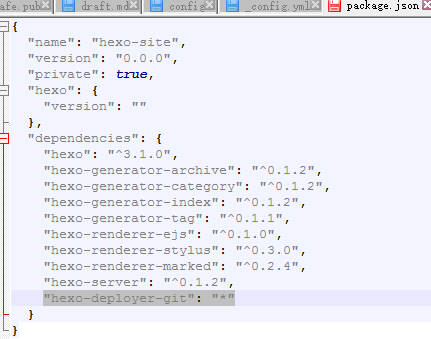 afe.pub draft.md config _config.yml package.json
{
"name": "hexo-site",
"version": "0.0.0",
"private": true,
"hexo": {
"version": ""
},
"dependencies": {
"hexo": "^3.1.0",
"hexo-generator-archive": "^0.1.2",
"hexo-generator-category": "^0.1.2",
"hexo-generator-index": "^0.1.2",
"hexo-generator-tag": "^0.1.1",
"hexo-renderer-ejs": "^0.1.0",
"hexo-renderer-stylus": "^0.3.0",
"hexo-renderer-marked": "^0.2.4",
"hexo-server": "^0.1.2",
"hexo-deployer-git": "*"
}
}